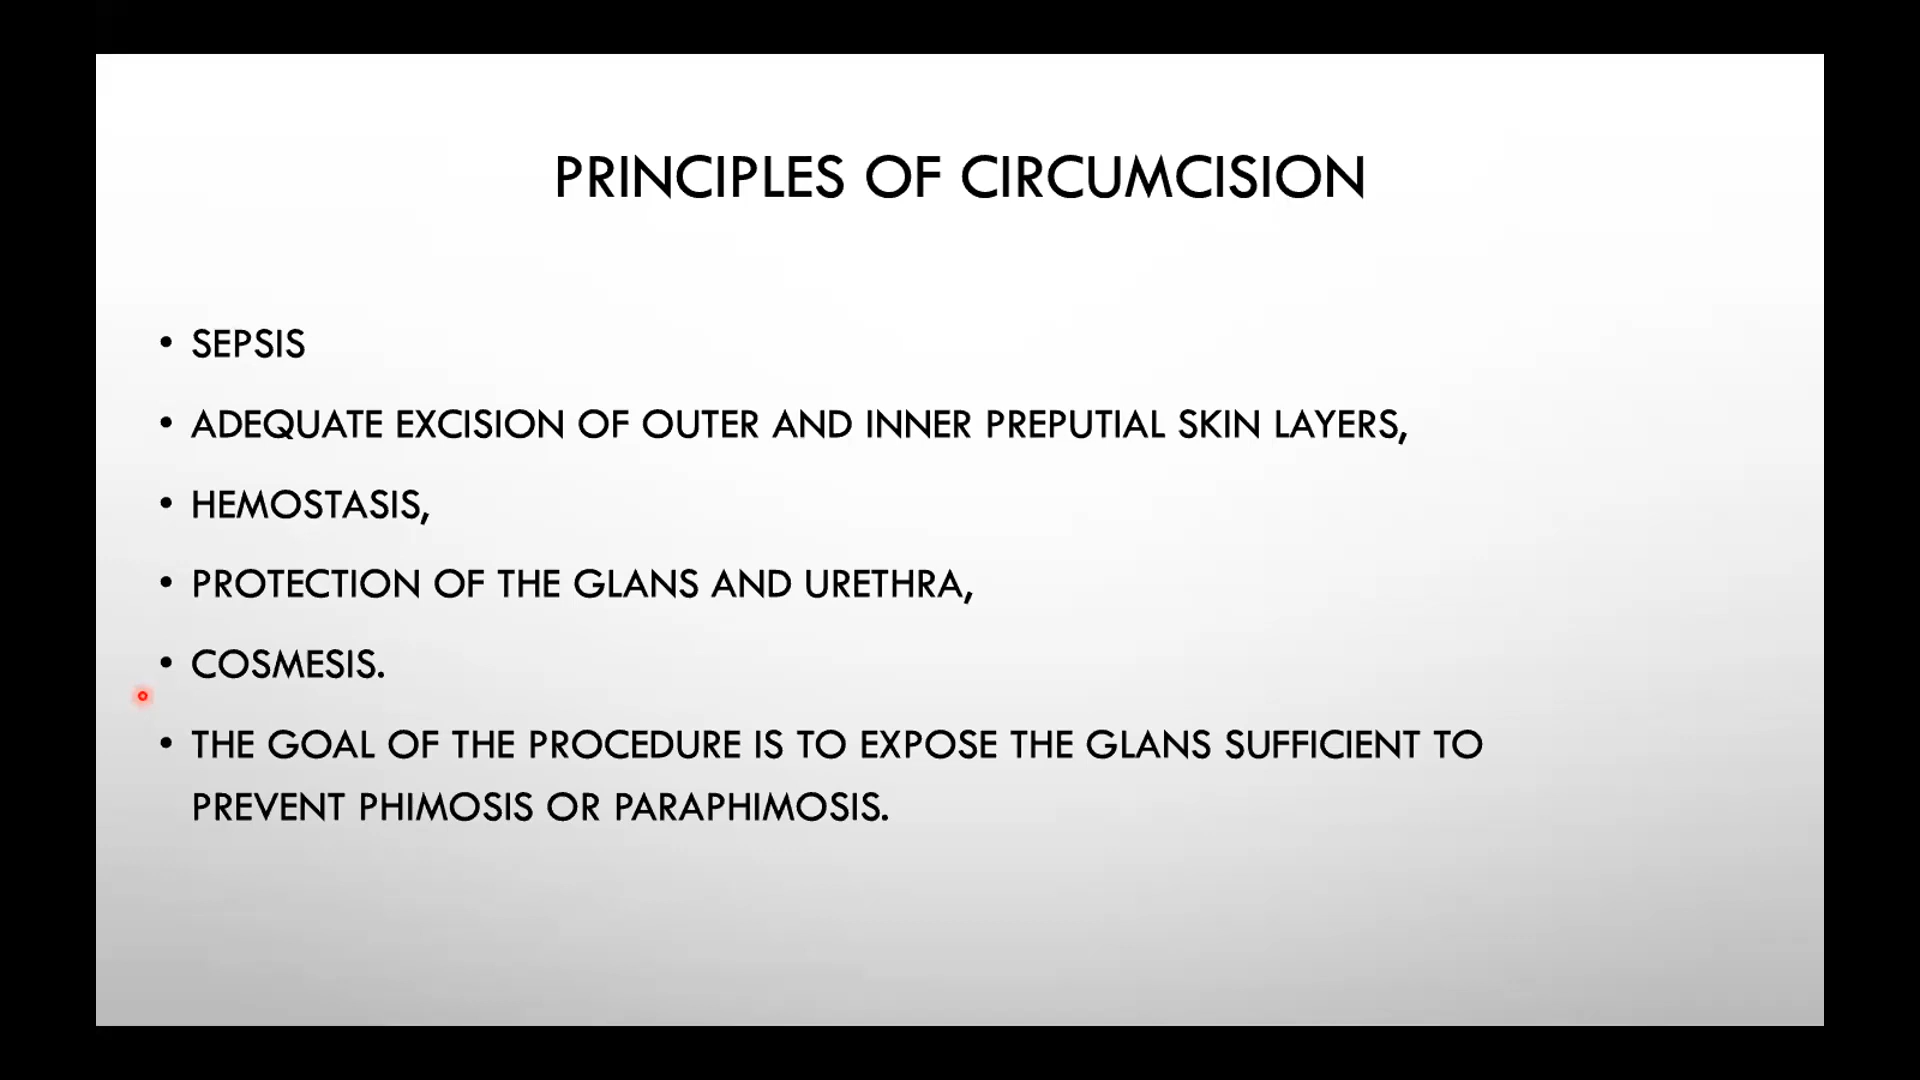 PRINCIPLES OF CIRCUMCISION
• SEPSIS
• ADEQUATE EXCISION OF OUTER AND INNER PREPUTIAL SKIN LAYERS,
• HEMOSTASIS,
• PROTECTION OF THE GLANS AND URETHRA,
• COSMESIS.
• THE GOAL OF THE PROCEDURE IS TO EXPOSE THE GLANS SUFFICIENT TO
PREVENT PHIMOSIS OR PARAPHIMOSIS.